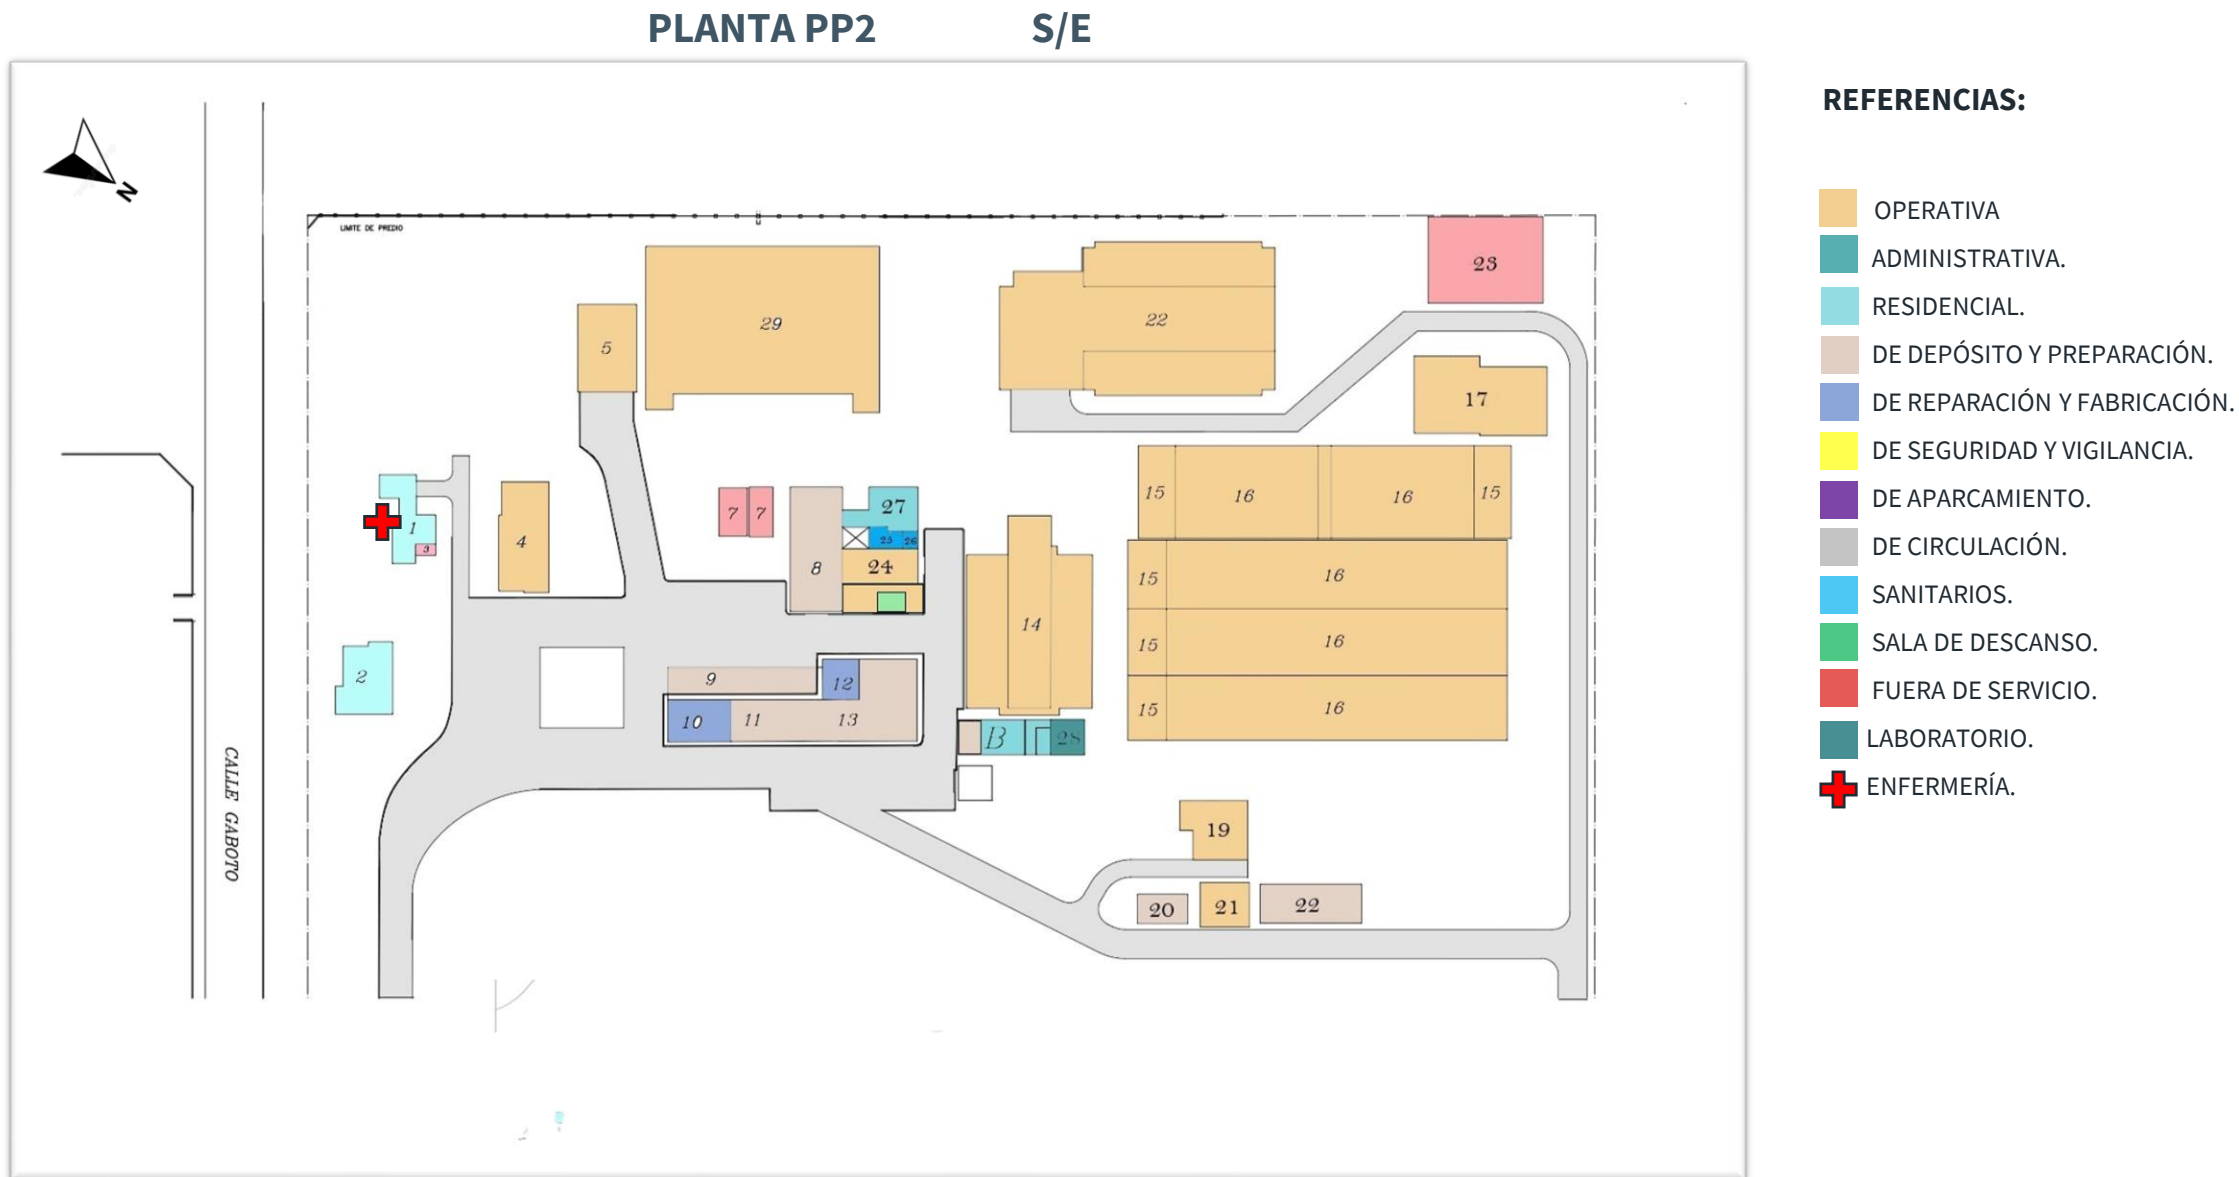 PLANTA PP2 S/E
REFERENCIAS:
N
LIMITE DE PREDIO
OPERATIVA
ADMINISTRATIVA.
RESIDENCIAL.
DE DEPÓSITO Y PREPARACIÓN.
DE REPARACIÓN Y FABRICACIÓN.
DE SEGURIDAD Y VIGILANCIA.
DE APARCAMIENTO.
DE CIRCULACIÓN.
SANITARIOS.
SALA DE DESCANSO.
FUERA DE SERVICIO.
LABORATORIO.
ENFERMERÍA.
23
29
22
5
17
15 16 16 15
7 7
27
1
3
4
25 26
8
24
15 16
14
15 16
2
9
12
10 11 13
15 16
B 28
CALLE GABOTO
19
20 21 22